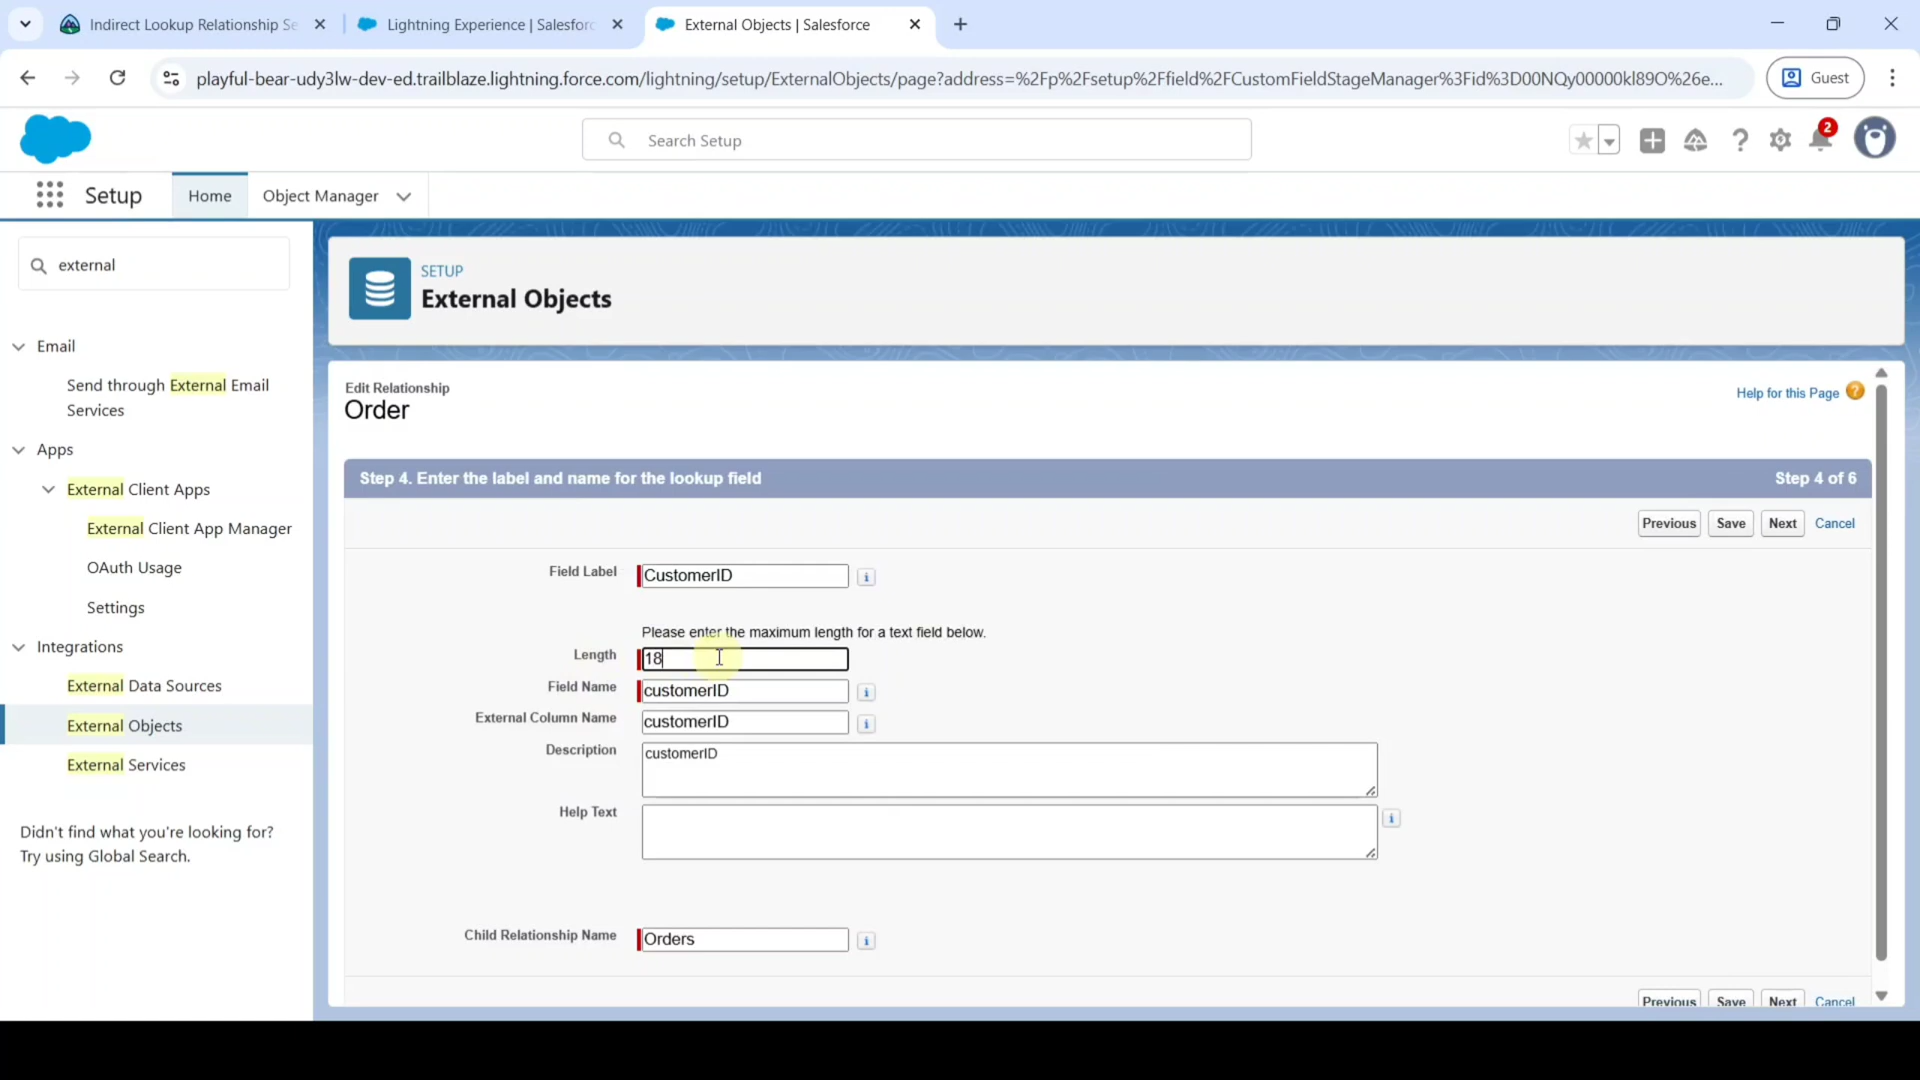 Indirect Lookup Relationship Se
Lightning Experience | Salesforc
External Objects | Salesforce
playful-bear-udy3lw-dev-ed.trailblaze.lightning.force.com/lightning/setup/ExternalObjects/page?address=%2Fp%2Fsetup%2Ffield%2FCustomFieldStageManager%3Fid%3D00NQy00000kl89O%26e...
Guest
Search Setup
2
Setup
Home
Object Manager
external
SETUP
External Objects
Email
Send through External Email
Services
Apps
External Client Apps
External Client App Manager
OAuth Usage
Settings
Integrations
External Data Sources
External Objects
External Services
Didn't find what you're looking for?
Try using Global Search.
Edit Relationship
Order
Help for this Page
Step 4. Enter the label and name for the lookup field
Step 4 of 6
Previous Save Next Cancel
Field Label CustomerID
Please enter the maximum length for a text field below.
Length 18
Field Name customerID
External Column Name customerID
Description customerID
Help Text
Child Relationship Name Orders
Previous Save Next Cancel